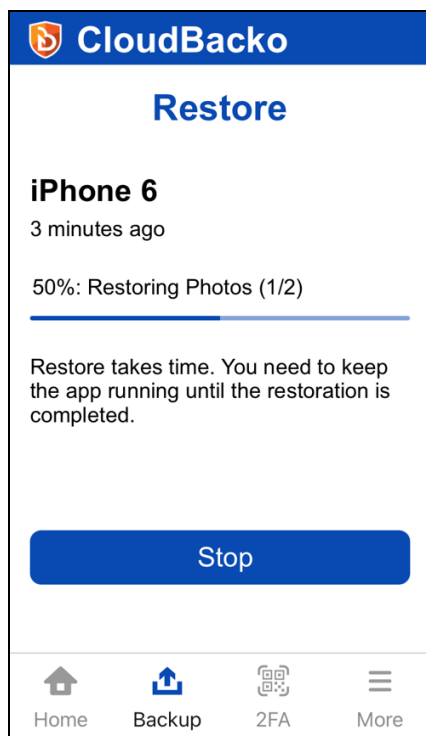 CloudBacko
Restore
iPhone 6
3 minutes ago
50%: Restoring Photos (1/2)
Restore takes time. You need to keep
the app running until the restoration is
completed.
Stop
Home Backup 2FA More